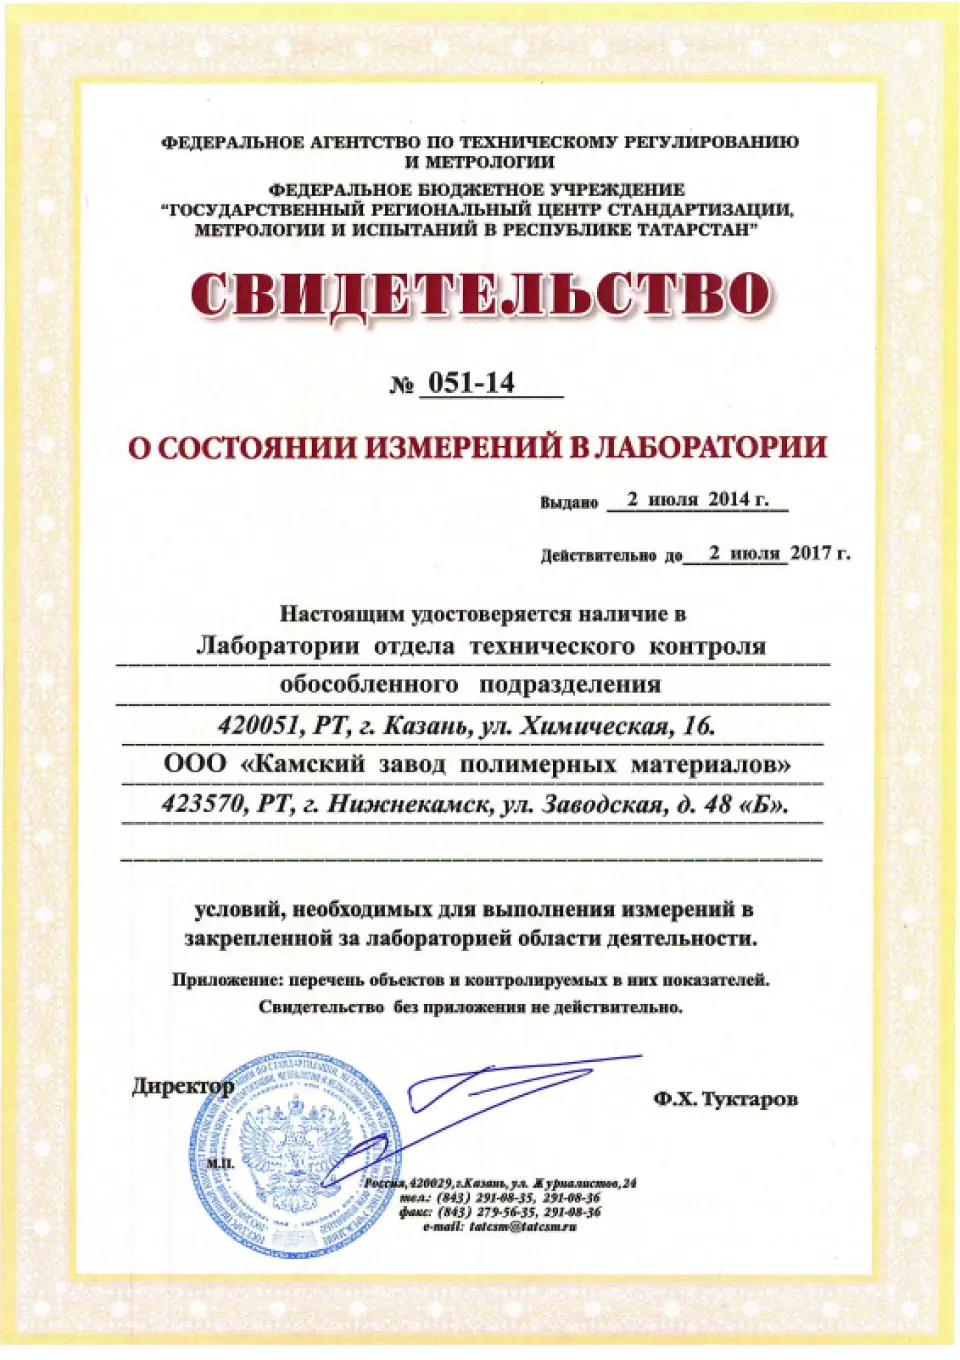 ФЕДЕРАЛЬНОЕ АГЕНТСТВО ПО ТЕХНИЧЕСКОМУ РЕГУЛИРОВАНИЮ
И МЕТРОЛОГИИ
ФЕДЕРАЛЬНОЕ БЮДЖЕТНОЕ УЧРЕЖДЕНИЕ
"ГОСУДАРСТВЕННЫЙ РЕГИОНАЛЬНЫЙ ЦЕНТР СТАНДАРТИЗАЦИИ,
МЕТРОЛОГИИ И ИСПЫТАНИЙ В РЕСПУБЛИКЕ ТАТАРСТАН"
СВИДЕТЕЛЬСТВО
№ 051-14
О СОСТОЯНИИ ИЗМЕРЕНИЙ В ЛАБОРАТОРИИ
Выдано 2 июля 2014 г.
Действительно до 2 июля 2017 г.
Настоящим удостоверяется наличие в
Лаборатории отдела технического контроля
обособленного подразделения
420051, РТ, г. Казань, ул. Химическая, 16.
ООО «Камский завод полимерных материалов»
423570, РТ, г. Нижнекамск, ул. Заводская, д. 48 «Б».
условий, необходимых для выполнения измерений в
закрепленной за лабораторией области деятельности.
Приложение: перечень объектов и контролируемых в них показателей.
Свидетельство без приложения не действительно.
Директор
Ф.Х. Туктаров
М.П.
Россия,420029,г.Казань,ул. Журналистов,24
тел.: (843) 291-08-35, 291-08-36
факс: (843) 279-56-35, 291-08-36
e-mail: tatcsm@tatcsm.ru